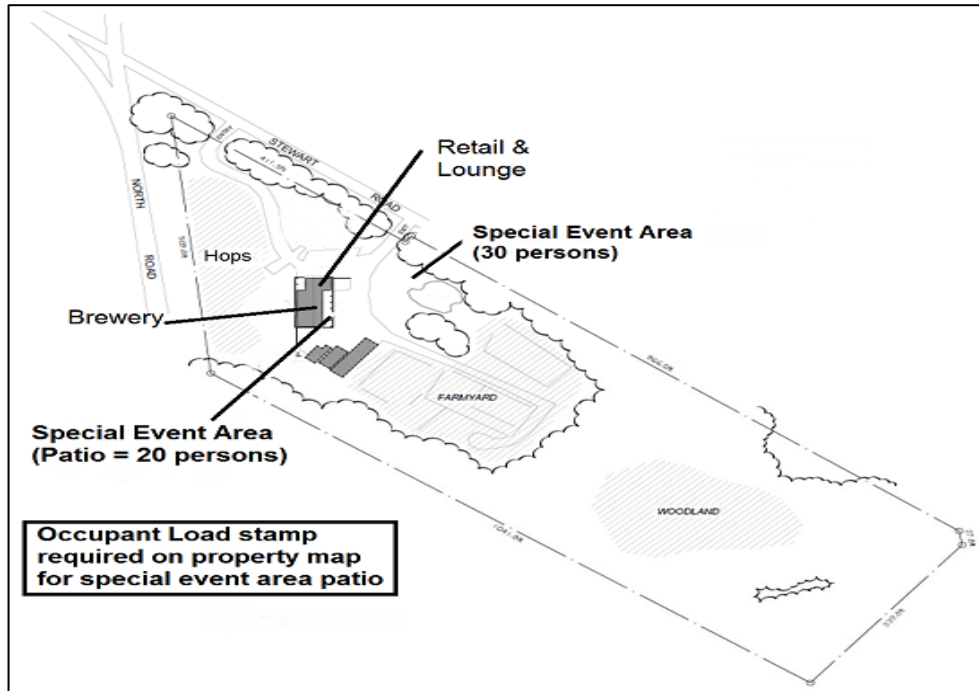 ENTRY
STEWART
ROAD
NORTH
ROAD
Retail &
Lounge
Special Event Area
(30 persons)
Hops
Brewery
FARMYARD
Special Event Area
(Patio = 20 persons)
WOODLAND
Occupant Load stamp
required on property map
for special event area patio